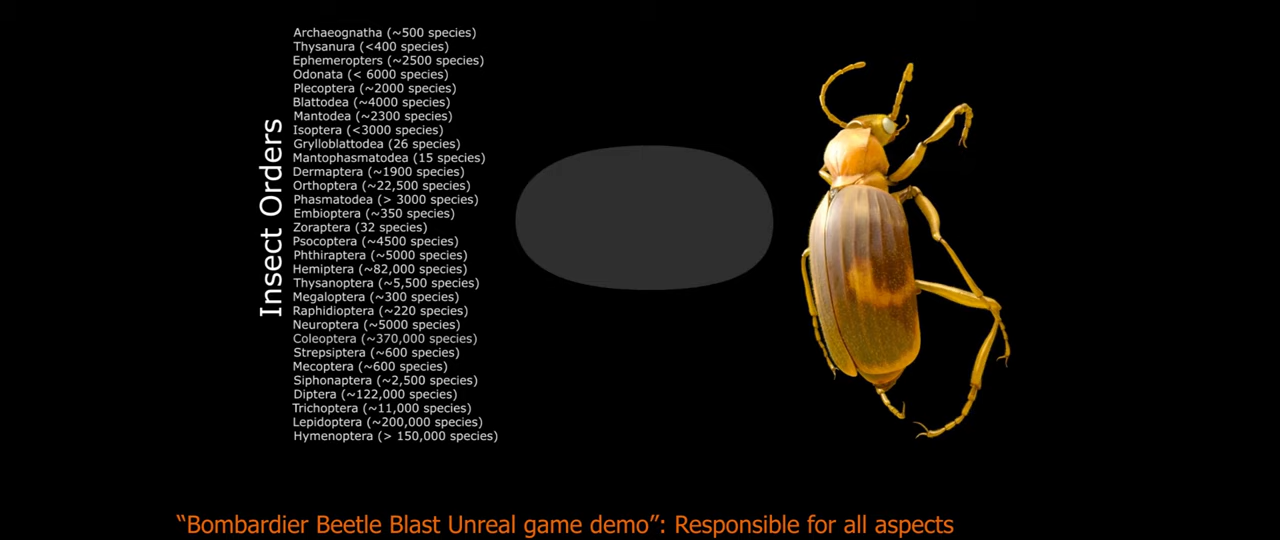 Insect Orders
Archaeognatha (~500 species)
Thysanura (<400 species)
Ephemeropters (~2500 species)
Odonata (< 6000 species)
Plecoptera (~2000 species)
Blattodea (~4000 species)
Mantodea (~2300 species)
Isoptera (<3000 species)
Grylloblattodea (26 species)
Mantophasmatodea (15 species)
Dermaptera (~1900 species)
Orthoptera (~22,500 species)
Phasmatodea (> 3000 species)
Embioptera (~350 species)
Zoraptera (32 species)
Psocoptera (~4500 species)
Phthiraptera (~5000 species)
Hemiptera (~82,000 species)
Thysanoptera (~5,500 species)
Megaloptera (~300 species)
Raphidioptera (~220 species)
Neuroptera (~5000 species)
Coleoptera (~370,000 species)
Strepsiptera (~600 species)
Mecoptera (~600 species)
Siphonaptera (~2,500 species)
Diptera (~122,000 species)
Trichoptera (~11,000 species)
Lepidoptera (~200,000 species)
Hymenoptera (> 150,000 species)
“Bombardier Beetle Blast Unreal game demo”: Responsible for all aspects